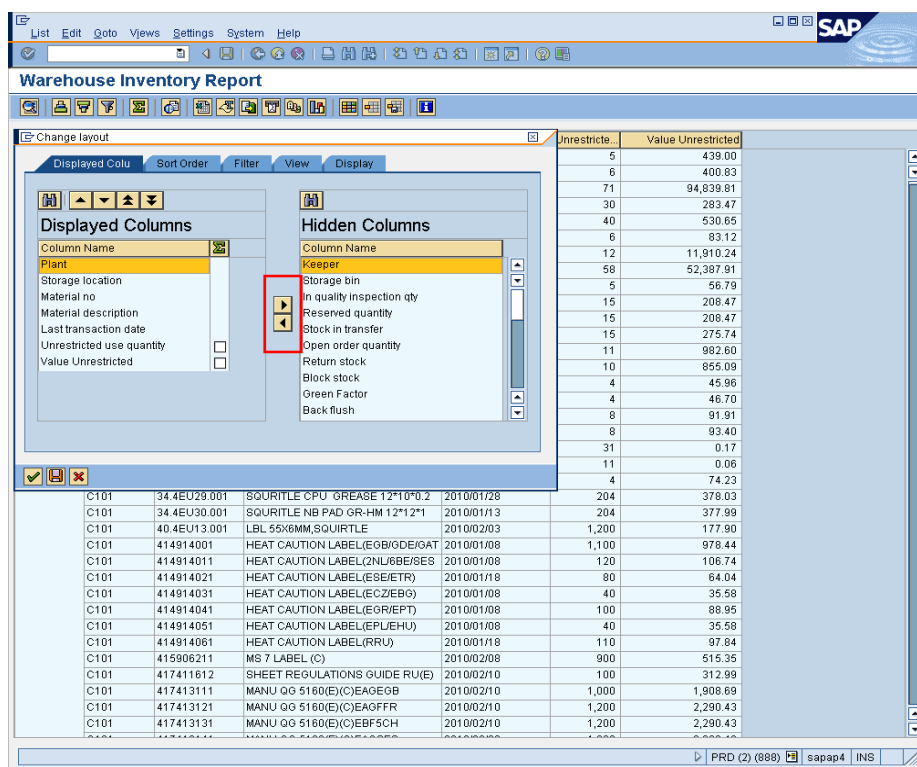 List Edit Goto Views Settings System Help
SAP
Warehouse Inventory Report
Change layout
Unrestricte... Value Unrestricted
Displayed Colu Sort Order Filter View Display
5 439.00
6 400.83
71 94,839.81
30 283.47
40 530.65
6 83.12
12 11,910.24
58 52,387.91
5 56.79
15 208.47
15 208.47
15 275.74
11 982.60
10 855.09
4 45.96
4 46.70
8 91.91
8 93.40
31 0.17
11 0.06
4 74.23
Displayed Columns
Column Name
Plant
Storage location
Material no
Material description
Last transaction date
Unrestricted use quantity
Value Unrestricted
Hidden Columns
Column Name
Keeper
Storage bin
In quality inspection qty
Reserved quantity
Stock in transfer
Open order quantity
Return stock
Block stock
Green Factor
Back flush
C101 34.4EU29.001 SQURITLE CPU GREASE 12*10*0.2 2010/01/28 204 378.03
C101 34.4EU30.001 SQURITLE NB PAD GR-HM 12*12*1 2010/01/13 204 377.99
C101 40.4EU13.001 LBL 55X6MM,SQUIRTLE 2010/02/03 1,200 177.90
C101 414914001 HEAT CAUTION LABEL(EGB/GDE/GAT 2010/01/08 1,100 978.44
C101 414914011 HEAT CAUTION LABEL(2NL/6BE/SES 2010/01/08 120 106.74
C101 414914021 HEAT CAUTION LABEL(ESE/ETR) 2010/01/18 80 64.04
C101 414914031 HEAT CAUTION LABEL(ECZ/EBG) 2010/01/08 40 35.58
C101 414914041 HEAT CAUTION LABEL(EGR/EPT) 2010/01/08 100 88.95
C101 414914051 HEAT CAUTION LABEL(EPL/EHU) 2010/01/08 40 35.58
C101 414914061 HEAT CAUTION LABEL(RRU) 2010/01/18 110 97.84
C101 415906211 MS 7 LABEL (C) 2010/02/08 900 515.35
C101 417411612 SHEET REGULATIONS GUIDE RU(E) 2010/02/10 100 312.99
C101 417413111 MANU QG 5160(E)(C)EAGEGB 2010/02/10 1,000 1,908.69
C101 417413121 MANU QG 5160(E)(C)EAGFFR 2010/02/10 1,200 2,290.43
C101 417413131 MANU QG 5160(E)(C)EBF5CH 2010/02/10 1,200 2,290.43
PRD (2) (888) sapap4 INS